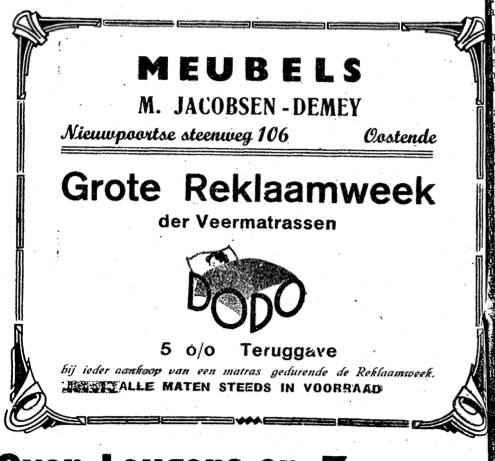 MEUBELS
M. JACOBSEN - DEMEY
Nieuwpoortse steenweg 106 Oostende
Grote Reklaamweek
der Veermatrassen
DODO
5 o/o Teruggave
bij ieder aankoop van een matras gedurende de Reklaamweek.
ALLE MATEN STEEDS IN VOORRAAD